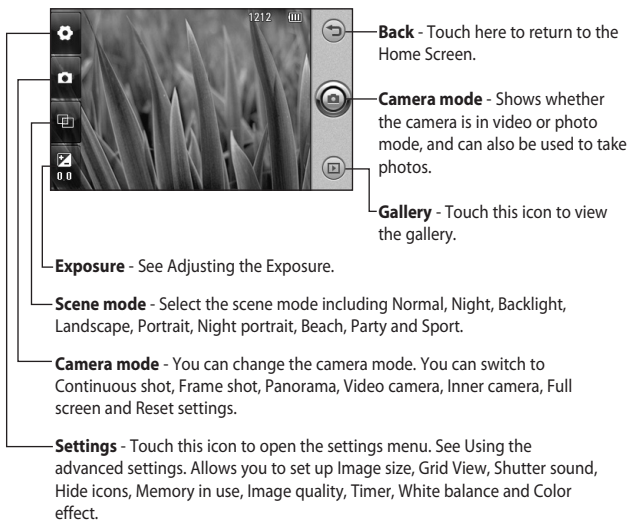 1212
0 0
Back - Touch here to return to the
Home Screen.
Camera mode - Shows whether
the camera is in video or photo
mode, and can also be used to take
photos.
Gallery - Touch this icon to view
the gallery.
Exposure - See Adjusting the Exposure.
Scene mode - Select the scene mode including Normal, Night, Backlight,
Landscape, Portrait, Night portrait, Beach, Party and Sport.
Camera mode - You can change the camera mode. You can switch to
Continuous shot, Frame shot, Panorama, Video camera, Inner camera, Full
screen and Reset settings.
Settings - Touch this icon to open the settings menu. See Using the
advanced settings. Allows you to set up Image size, Grid View, Shutter sound,
Hide icons, Memory in use, Image quality, Timer, White balance and Color
effect.